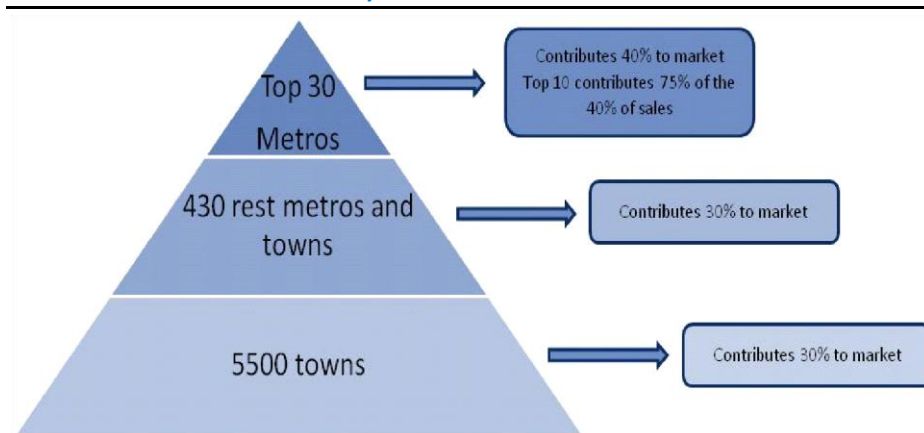 Top 30
Metros
Contributes 40% to market
Top 10 contributes 75% of the
40% of sales
430 rest metros and
towns
Contributes 30% to market
5500 towns
Contributes 30% to market